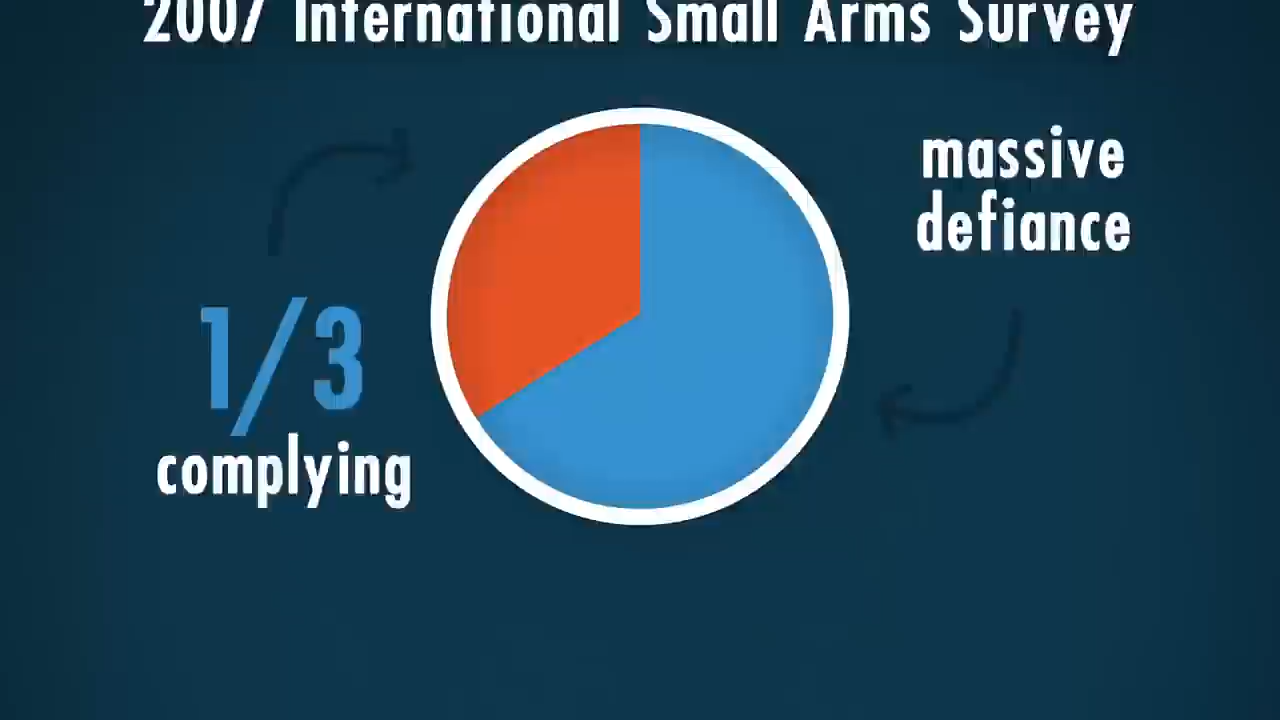 2007 International Small Arms Survey
massive
defiance
1/3
complying